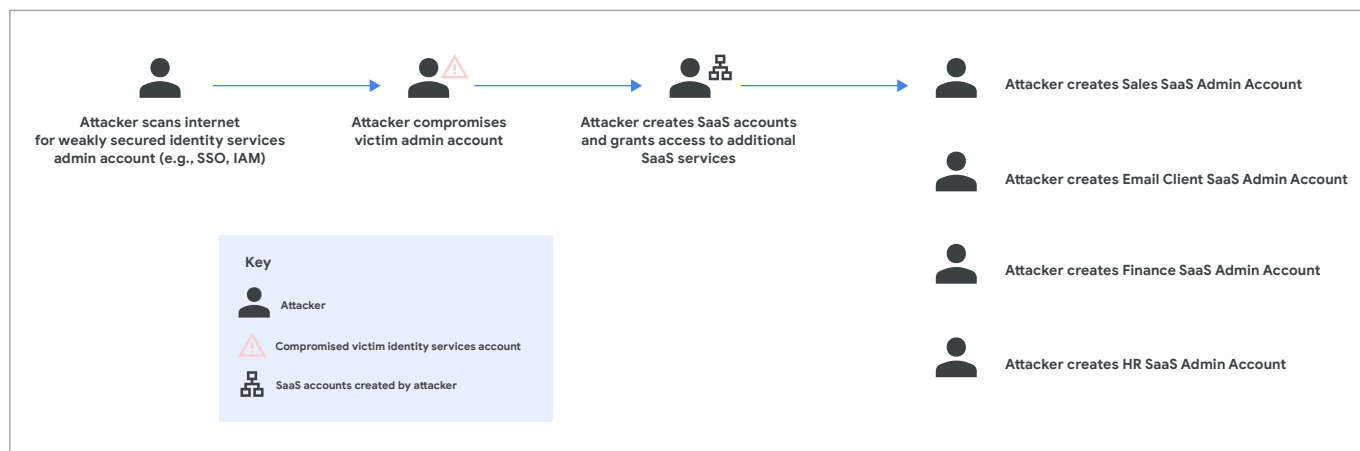 Attacker scans internet
for weakly secured identity services
admin account (e.g., SSO, IAM)
Attacker compromises
victim admin account
Attacker creates SaaS accounts
and grants access to additional
SaaS services
Attacker creates Sales SaaS Admin Account
Attacker creates Email Client SaaS Admin Account
Attacker creates Finance SaaS Admin Account
Attacker creates HR SaaS Admin Account
Key
Attacker
Compromised victim identity services account
SaaS accounts created by attacker